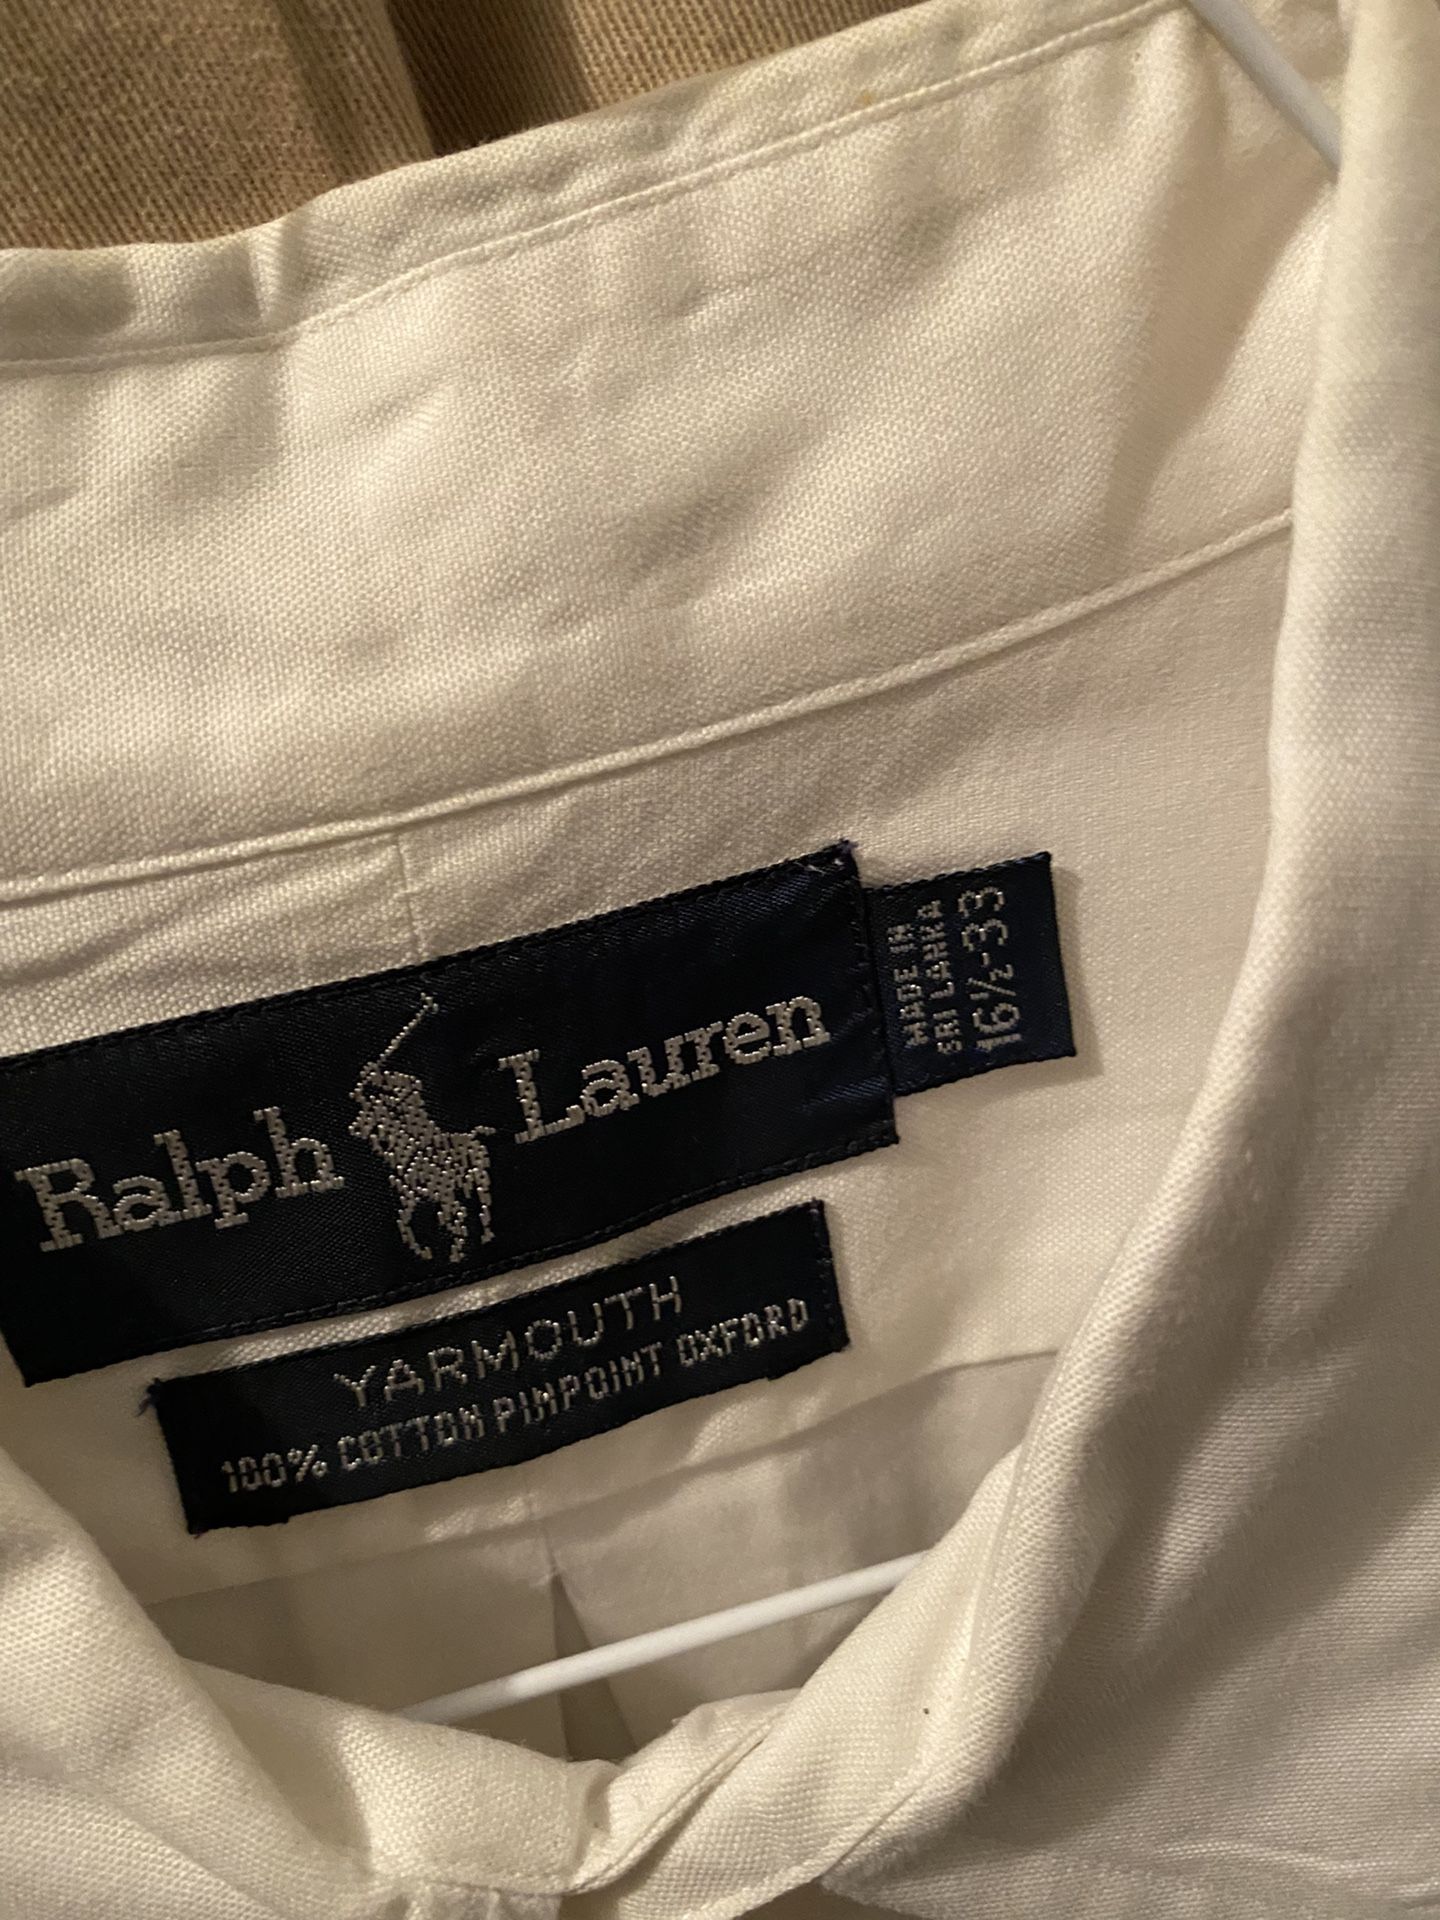 Ralph Lauren
MADE IN
SRI LANKA
16½-33
YARMOUTH
100% COTTON PINPOINT OXFORD